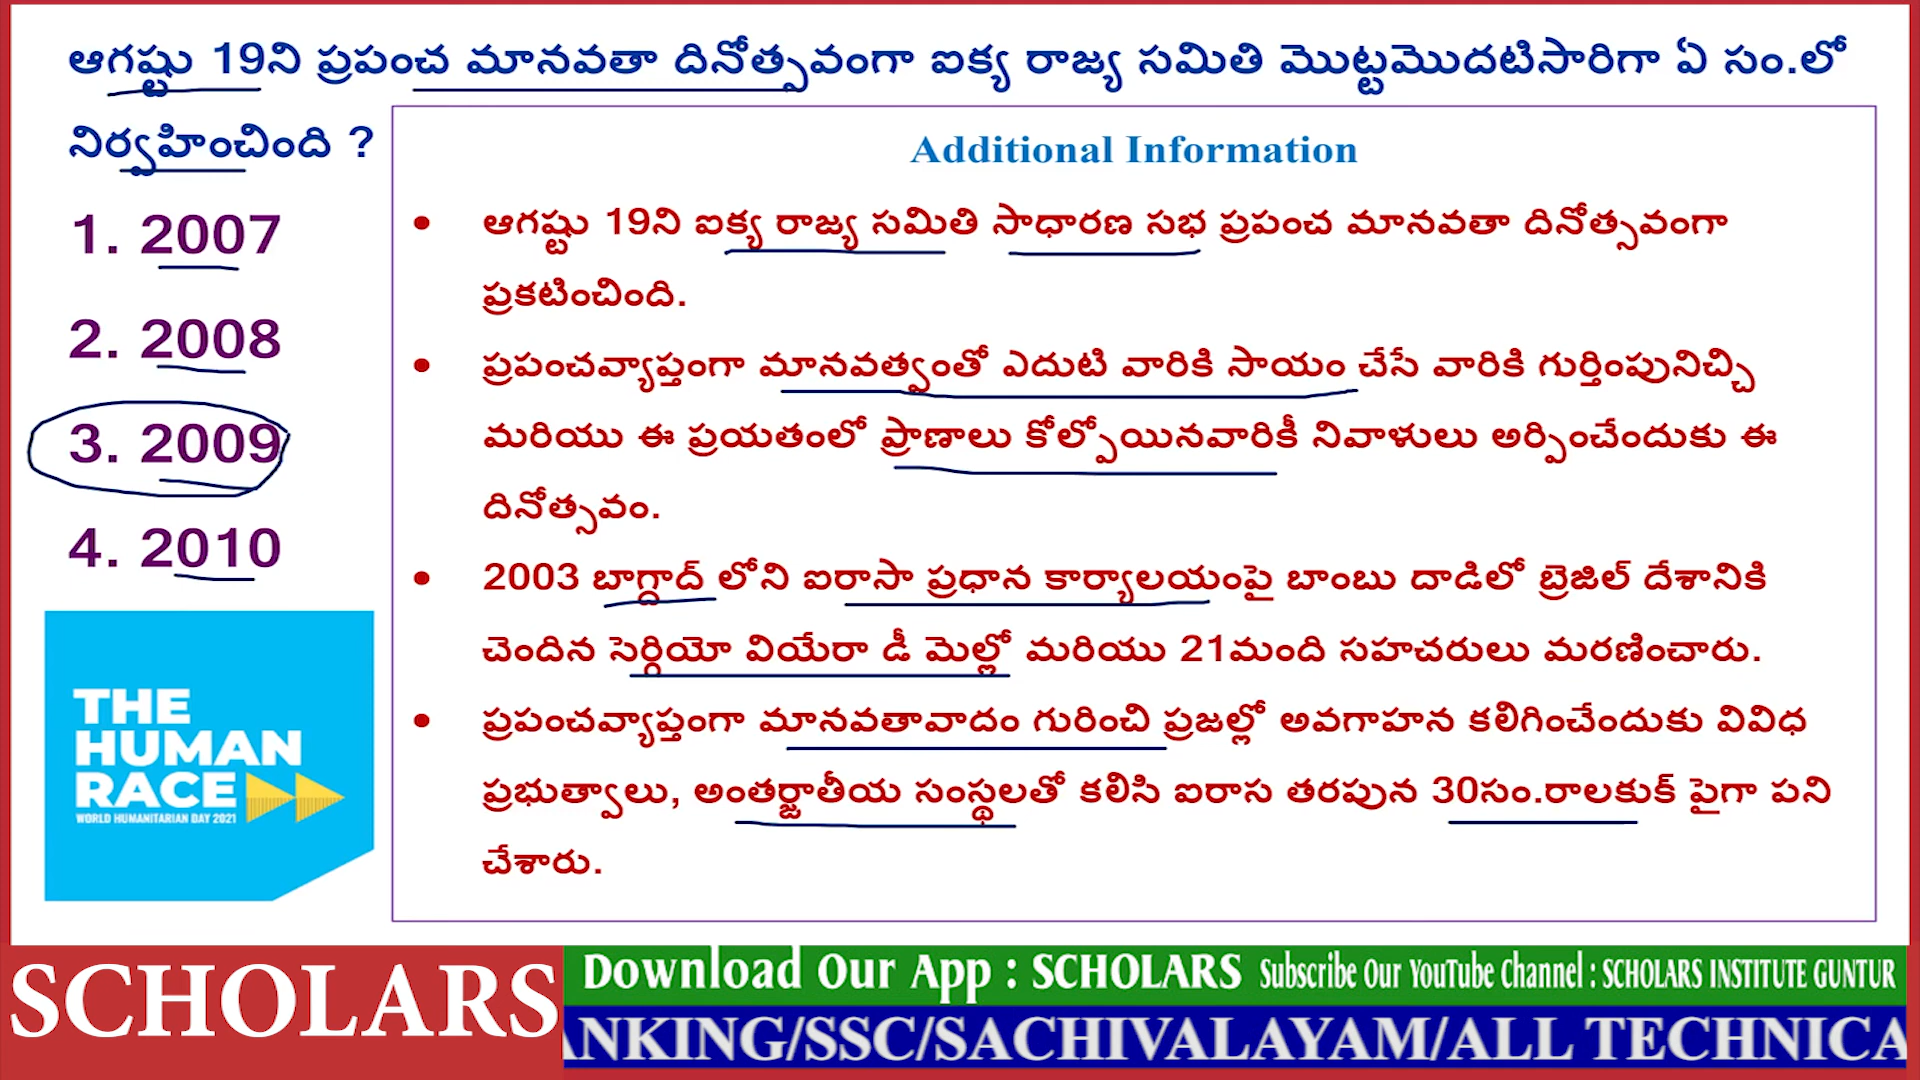 ఆగష్టు 19ని ప్రపంచ మానవతా దినోత్సవంగా ఐక్య రాజ్య సమితి మొట్టమొదటిసారిగా ఏ సం.లో
నిర్వహించింది ?
1. 2007
2. 2008
3. 2009
4. 2010
Additional Information
• ఆగష్టు 19ని ఐక్య రాజ్య సమితి సాధారణ సభ ప్రపంచ మానవతా దినోత్సవంగా
ప్రకటించింది.
• ప్రపంచవ్యాప్తంగా మానవత్వంతో ఎదుటి వారికి సాయం చేసే వారికి గుర్తింపునిచ్చి
మరియు ఈ ప్రయతంలో ప్రాణాలు కోల్పోయినవారికీ నివాళులు అర్పించేందుకు ఈ
దినోత్సవం.
• 2003 బాగ్దాద్ లోని ఐరాసా ప్రధాన కార్యాలయంపై బాంబు దాడిలో బ్రెజిల్ దేశానికి
చెందిన సెర్గియో వియేరా డీ మెల్లో మరియు 21మంది సహచరులు మరణించారు.
• ప్రపంచవ్యాప్తంగా మానవతావాదం గురించి ప్రజల్లో అవగాహన కలిగించేందుకు వివిధ
ప్రభుత్వాలు, అంతర్జాతీయ సంస్థలతో కలిసి ఐరాస తరపున 30సం.రాలకుక్ పైగా పని
చేశారు.
THE
HUMAN
RACE
WORLD HUMANITARIAN DAY 2021
SCHOLARS
Download Our App : SCHOLARS Subscribe Our YouTube Channel : SCHOLARS INSTITUTE GUNTUR
ANKING/SSC/SACHIVALAYAM/ALL TECHNICA